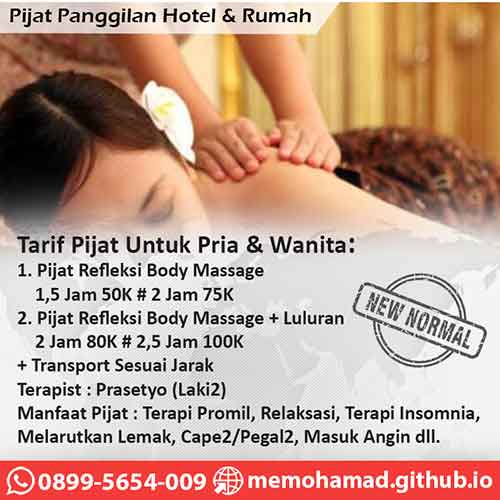 Pijat Panggilan Hotel & Rumah
Tarif Pijat Untuk Pria & Wanita:
1. Pijat Refleksi Body Massage
1,5 Jam 50K # 2 Jam 75K
2. Pijat Refleksi Body Massage + Luluran
2 Jam 80K # 2,5 Jam 100K
+ Transport Sesuai Jarak
Terapist : Prasetyo (Laki2)
Manfaat Pijat : Terapi Promil, Relaksasi, Terapi Insomnia,
Melarutkan Lemak, Cape2/Pegal2, Masuk Angin dll.
NEW NORMAL
0899-5654-009 memohamad.github.io